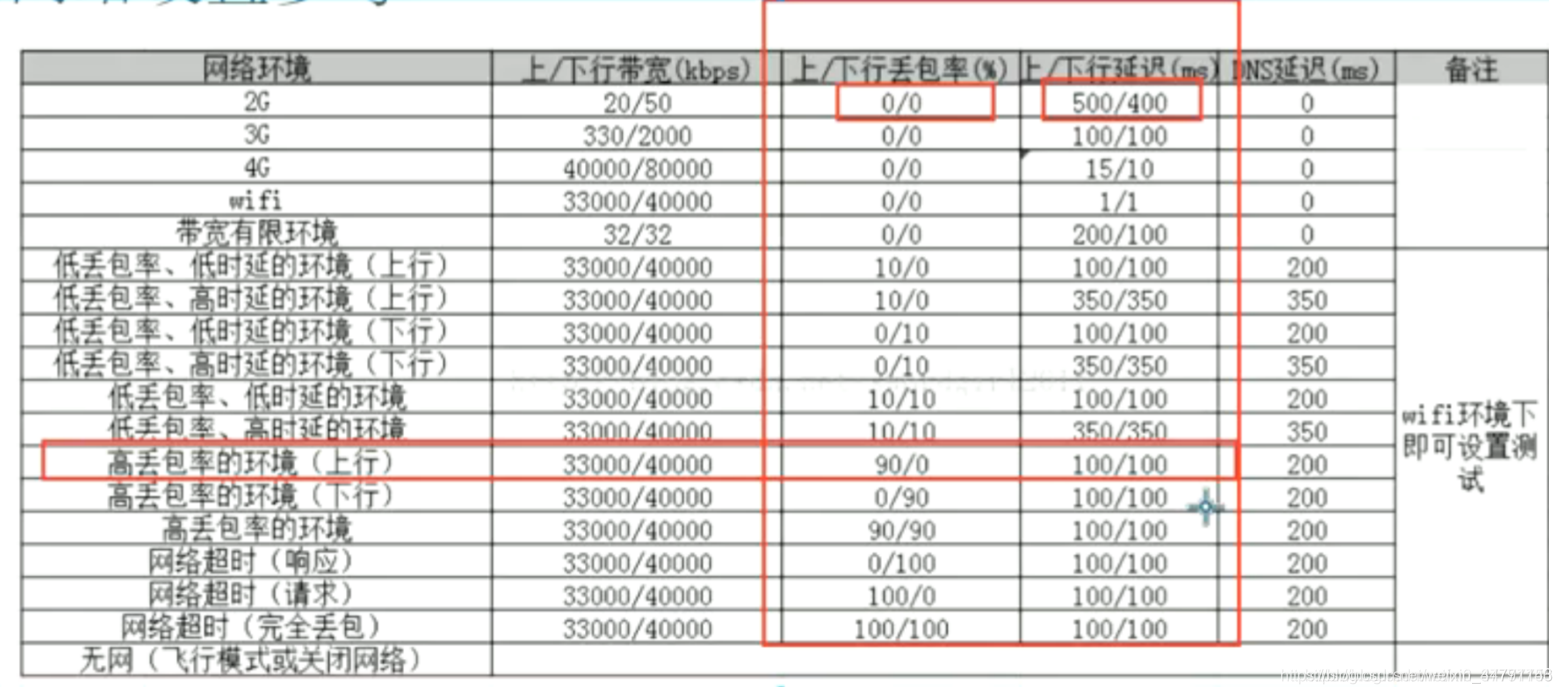 网络环境 上/下行带宽(kbps) 上/下行丢包率(%) 上/下行延迟(ms) DNS延迟(ms) 备注
2G 20/50 0/0 500/400 0
3G 330/2000 0/0 100/100 0
4G 40000/80000 0/0 15/10 0
wifi 33000/40000 0/0 1/1 0
带宽有限环境 32/32 0/0 200/100 0
低丢包率、低时延的环境（上行） 33000/40000 10/0 100/100 200
低丢包率、高时延的环境（上行） 33000/40000 10/0 350/350 350
低丢包率、低时延的环境（下行） 33000/40000 0/10 100/100 200
低丢包率、高时延的环境（下行） 33000/40000 0/10 350/350 350
低丢包率、低时延的环境 33000/40000 10/10 100/100 200
低丢包率、高时延的环境 33000/40000 10/10 350/350 350
wifi环境下
即可设置测
试
高丢包率的环境（上行） 33000/40000 90/0 100/100 200
高丢包率的环境（下行） 33000/40000 0/90 100/100 200
高丢包率的环境 33000/40000 90/90 100/100 200
网络超时（响应） 33000/40000 0/100 100/100 200
网络超时（请求） 33000/40000 100/0 100/100 200
网络超时（完全丢包） 33000/40000 100/100 100/100 200
无网（飞行模式或关闭网络）